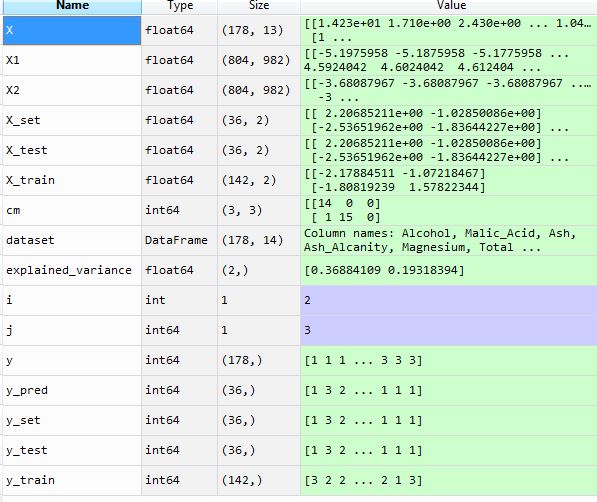 Name Type Size Value
X float64 (178, 13) [[1.423e+01 1.710e+00 2.430e+00 ... 1.04…
[1 ...
X1 float64 (804, 982) [[-5.1975958 -5.1875958 -5.1775958 ...
4.5924042 4.6024042 4.612404 ...
X2 float64 (804, 982) [[-3.68087967 -3.68087967 -3.68087967 ...…
-3 ...
X_set float64 (36, 2) [[ 2.20685211e+00 -1.02850086e+00]
[-2.53651962e+00 -1.83644227e+00] ...
X_test float64 (36, 2) [[ 2.20685211e+00 -1.02850086e+00]
[-2.53651962e+00 -1.83644227e+00] ...
X_train float64 (142, 2) [[-2.17884511 -1.07218467]
[-1.80819239 1.57822344]
cm int64 (3, 3) [[14 0 0]
[ 1 15 0]
dataset DataFrame (178, 14) Column names: Alcohol, Malic_Acid, Ash,
Ash_Alcanity, Magnesium, Total ...
explained_variance float64 (2,) [0.36884109 0.19318394]
i int 1 2
j int64 1 3
y int64 (178,) [1 1 1 ... 3 3 3]
y_pred int64 (36,) [1 3 2 ... 1 1 1]
y_set int64 (36,) [1 3 2 ... 1 1 1]
y_test int64 (36,) [1 3 2 ... 1 1 1]
y_train int64 (142,) [3 2 2 ... 2 1 3]